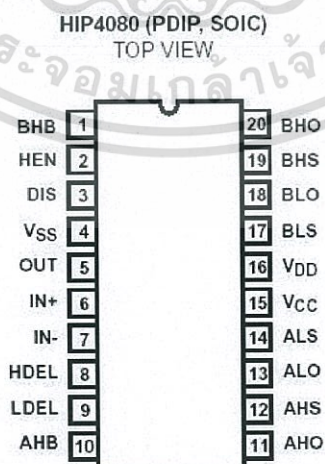 HIP4080 (PDIP, SOIC)
TOP VIEW
BHB 1 20 BHO
HEN 2 19 BHS
DIS 3 18 BLO
VSS 4 17 BLS
OUT 5 16 VDD
IN+ 6 15 VCC
IN- 7 14 ALS
HDEL 8 13 ALO
LDEL 9 12 AHS
AHB 10 11 AHO